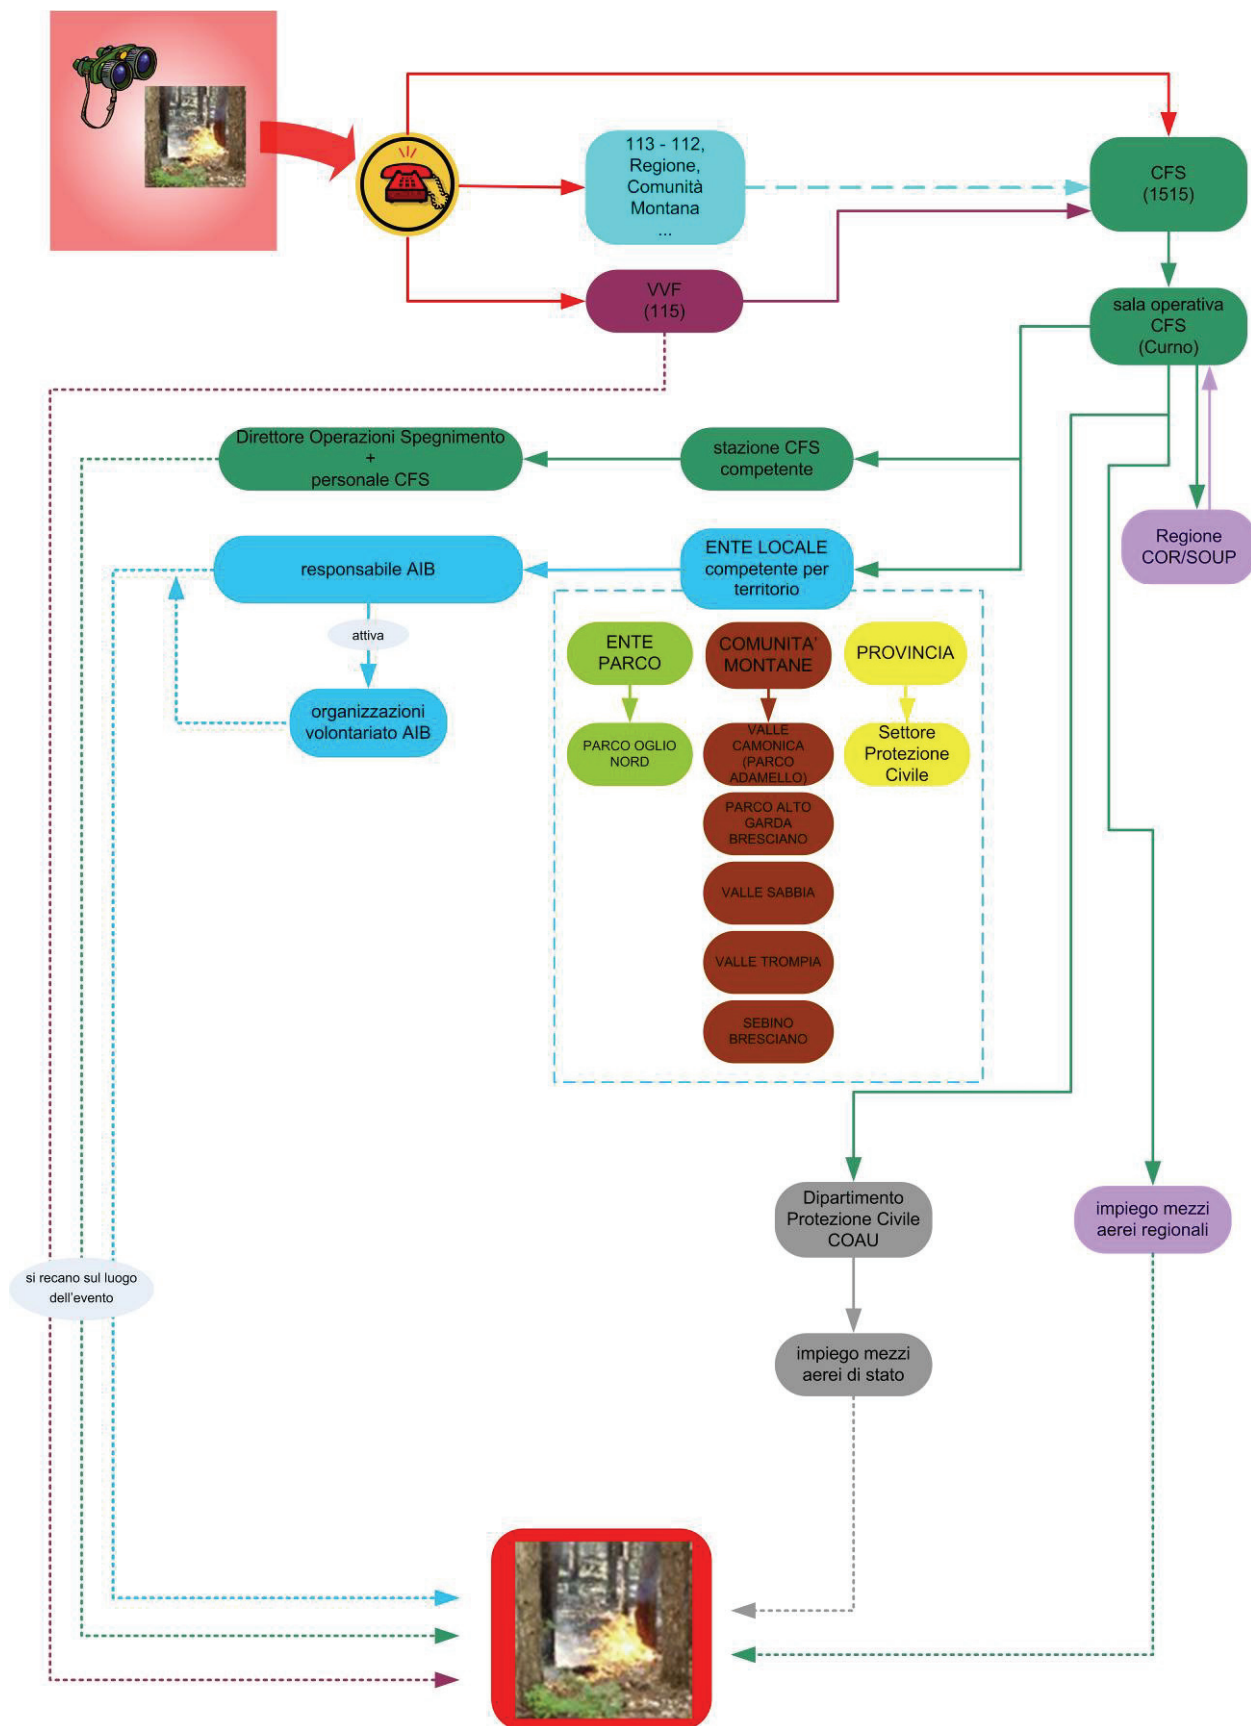 113 - 112,
Regione,
Comunità
Montana
...
CFS
(1515)
VVF
(115)
sala operativa
CFS
(Curno)
Direttore Operazioni Spegnimento
+
personale CFS
stazione CFS
competente
Regione
COR/SOUP
responsabile AIB
ENTE LOCALE
competente per
territorio
attiva
organizzazioni
volontariato AIB
ENTE
PARCO
COMUNITA'
MONTANE
PROVINCIA
PARCO OGLIO
NORD
VALLE
CAMONICA
(PARCO
ADAMELLO)
Settore
Protezione
Civile
PARCO ALTO
GARDA
BRESCIANO
VALLE SABBIA
VALLE TROMPIA
SEBINO
BRESCIANO
Dipartimento
Protezione Civile
COAU
impiego mezzi
aerei regionali
si recano sul luogo
dell'evento
impiego mezzi
aerei di stato